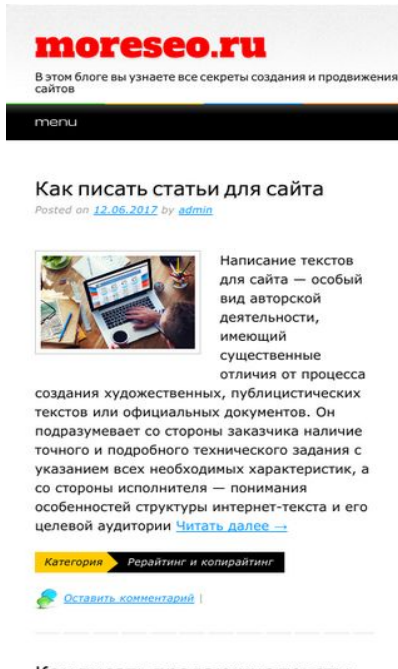 moreseo.ru
В этом блоге вы узнаете все секреты создания и продвижения
сайтов
menu
Как писать статьи для сайта
Posted on 12.06.2017 by admin
Написание текстов
для сайта — особый
вид авторской
деятельности,
имеющий
существенные
отличия от процесса
создания художественных, публицистических
текстов или официальных документов. Он
подразумевает со стороны заказчика наличие
точного и подробного технического задания с
указанием всех необходимых характеристик, а
со стороны исполнителя — понимания
особенностей структуры интернет-текста и его
целевой аудитории Читать далее →
Категория Рерайтинг и копирайтинг
Оставить комментарий |